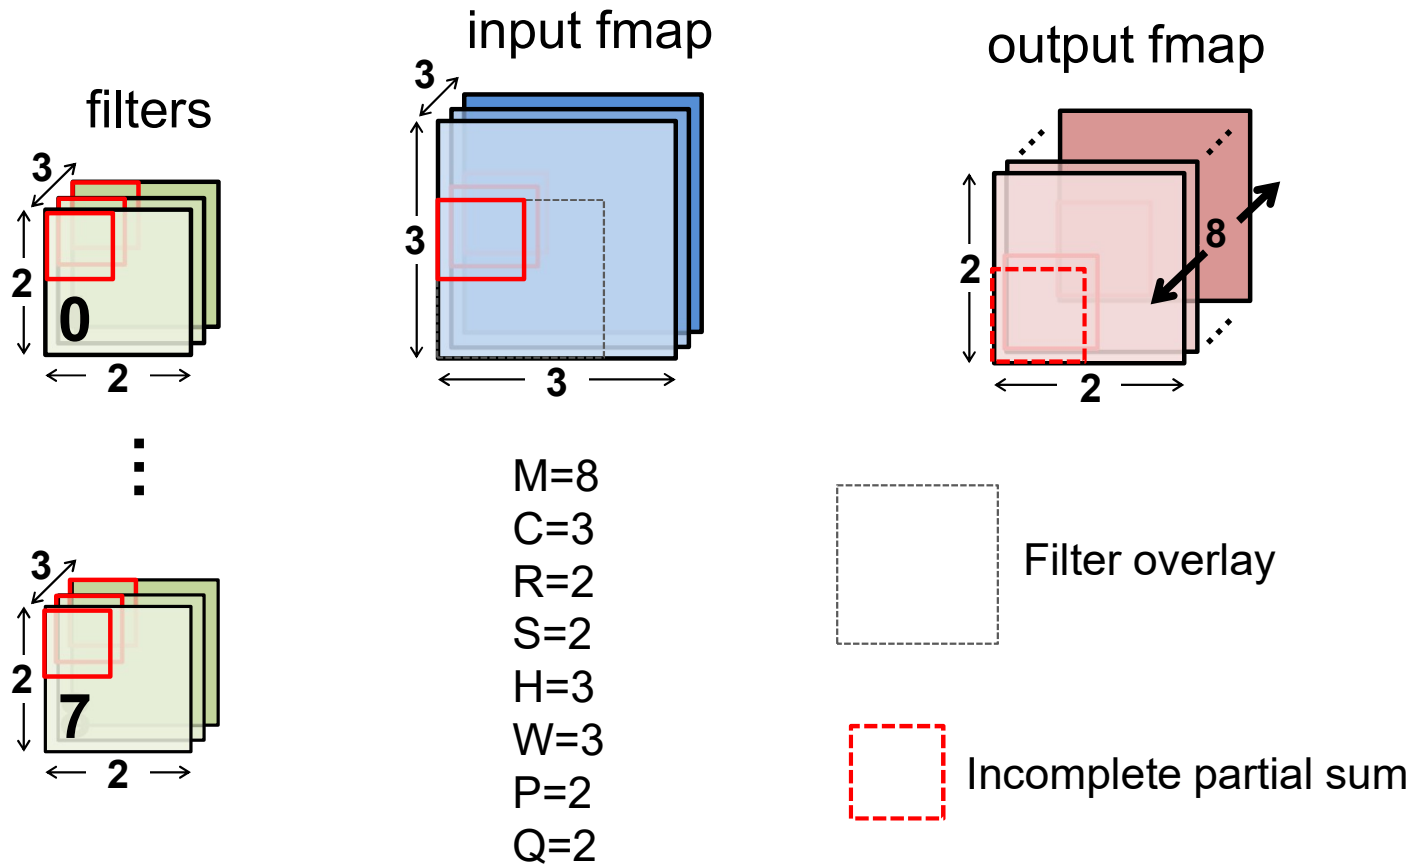 input fmap
output fmap
filters
3
2
0
2
3
3
3
8
2
2
⋮
3
2
7
2
M=8
C=3
R=2
S=2
H=3
W=3
P=2
Q=2
Filter overlay
Incomplete partial sum